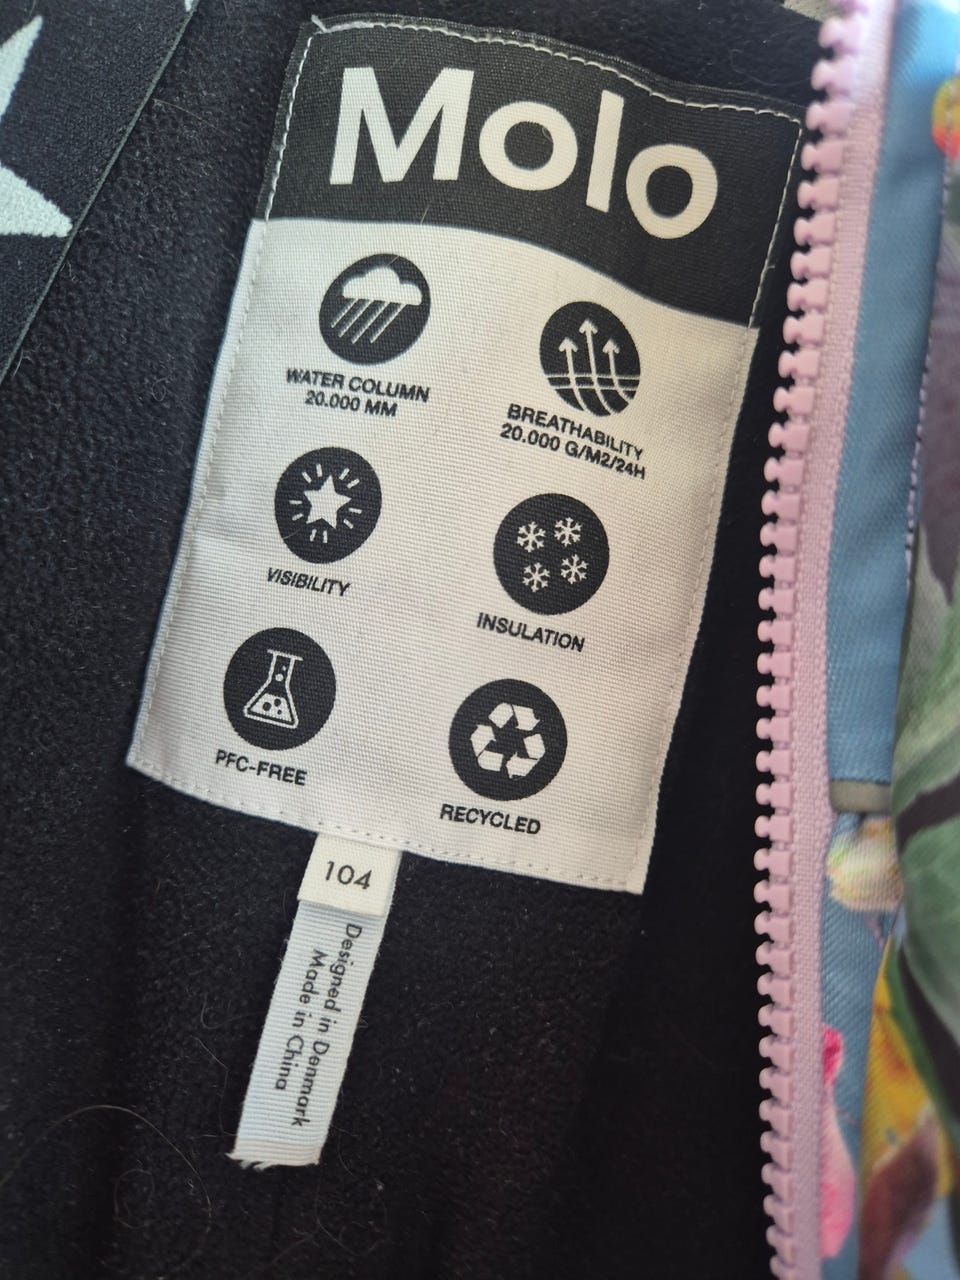 Molo
WATER COLUMN
20.000 MM
BREATHABILITY
20.000 G/M2/24H
VISIBILITY
INSULATION
PFC-FREE
RECYCLED
104
Designed in Denmark
Made in China